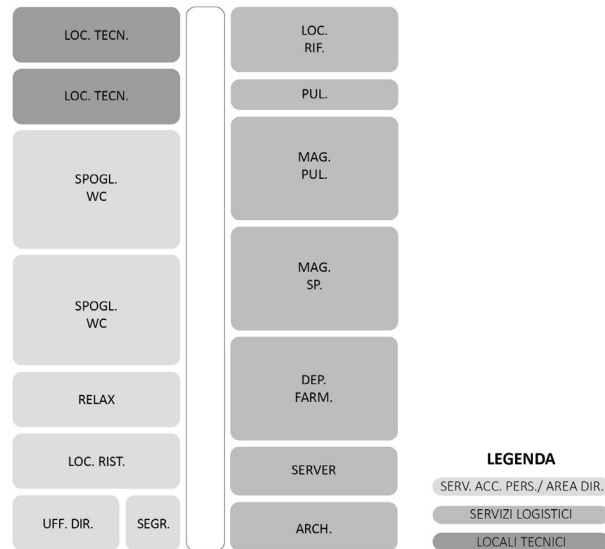 LOC. TECN.
LOC. TECN.
SPOGL.
WC
SPOGL.
WC
RELAX
LOC. RIST.
UFF. DIR.
SEGR.
LOC.
RIF.
PUL.
MAG.
PUL.
MAG.
SP.
DEP.
FARM.
SERVER
ARCH.
LEGENDA
SERV. ACC. PERS./ AREA DIR.
SERVIZI LOGISTICI
LOCALI TECNICI